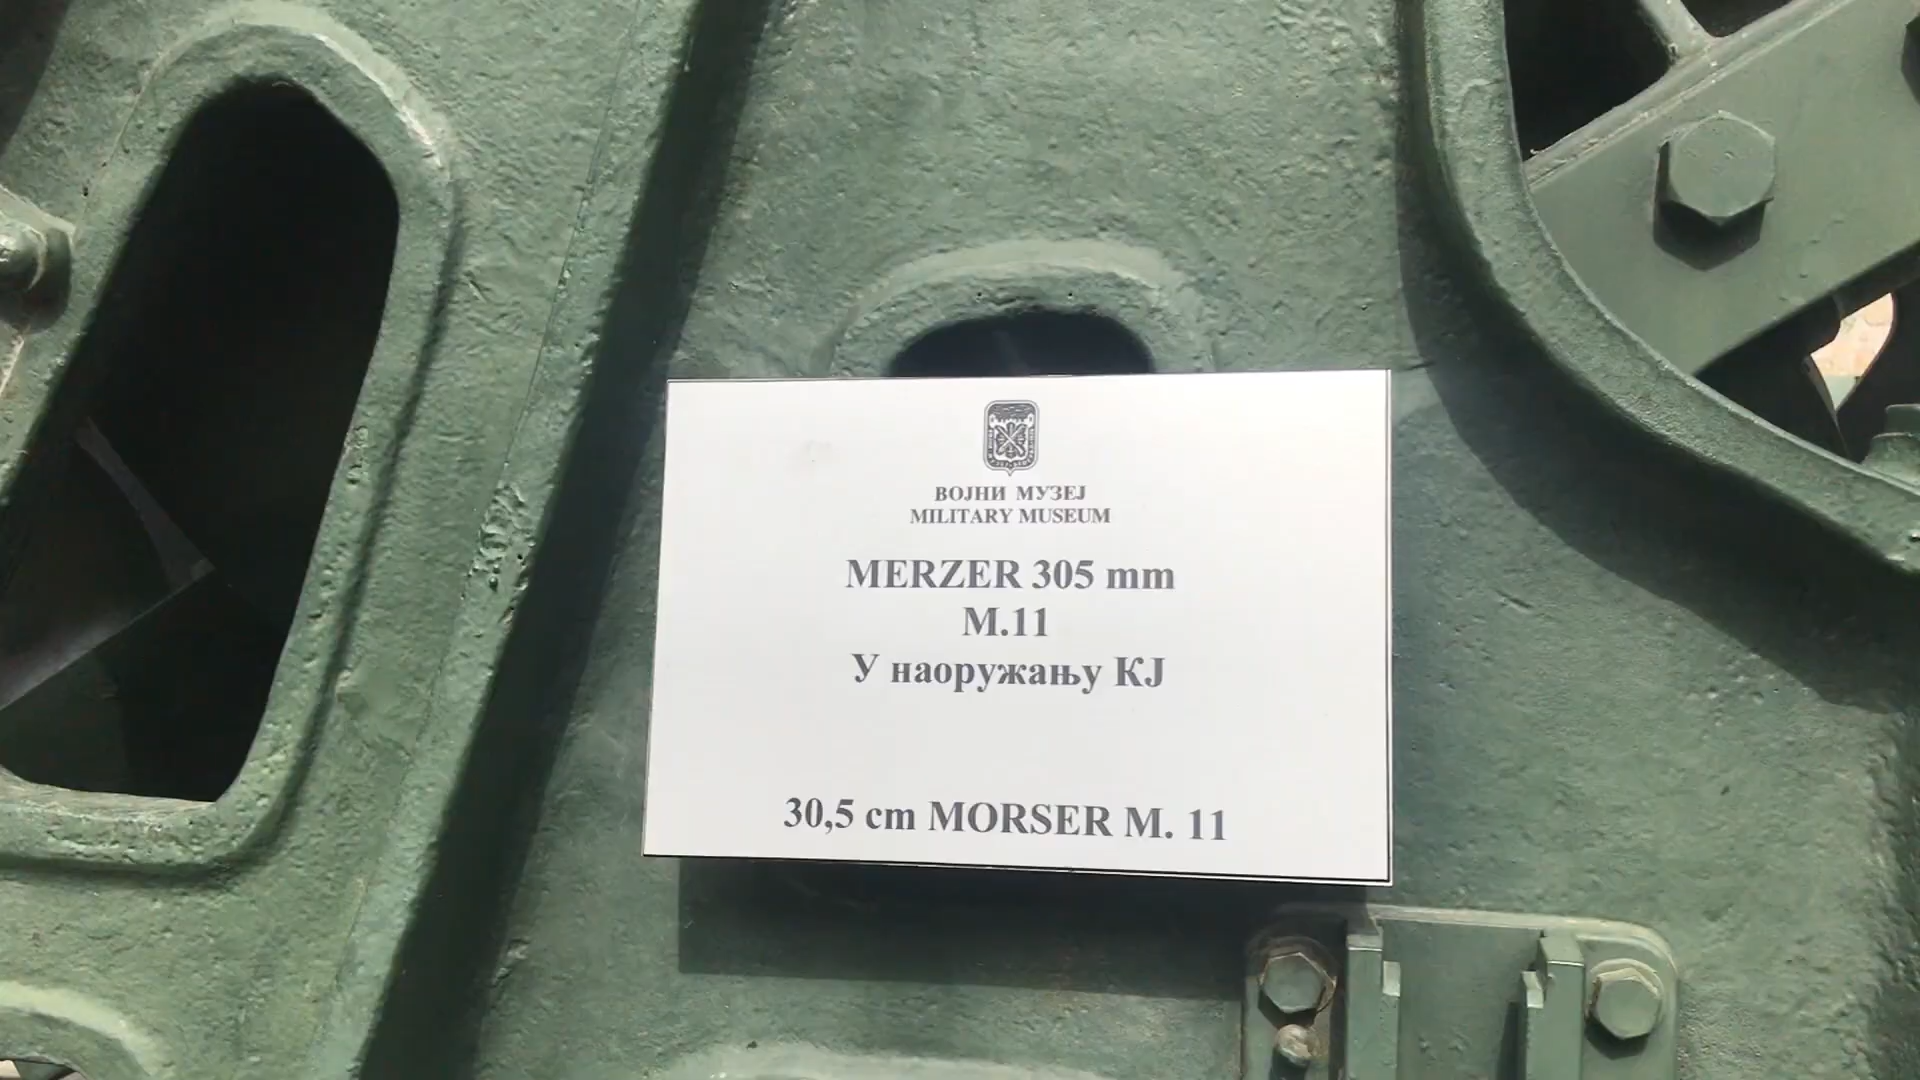 ВОЈНИ МУЗЕЈ
MILITARY MUSEUM
MERZER 305 mm
M.11
У наоружању КЈ
30,5 cm MORSER M. 11